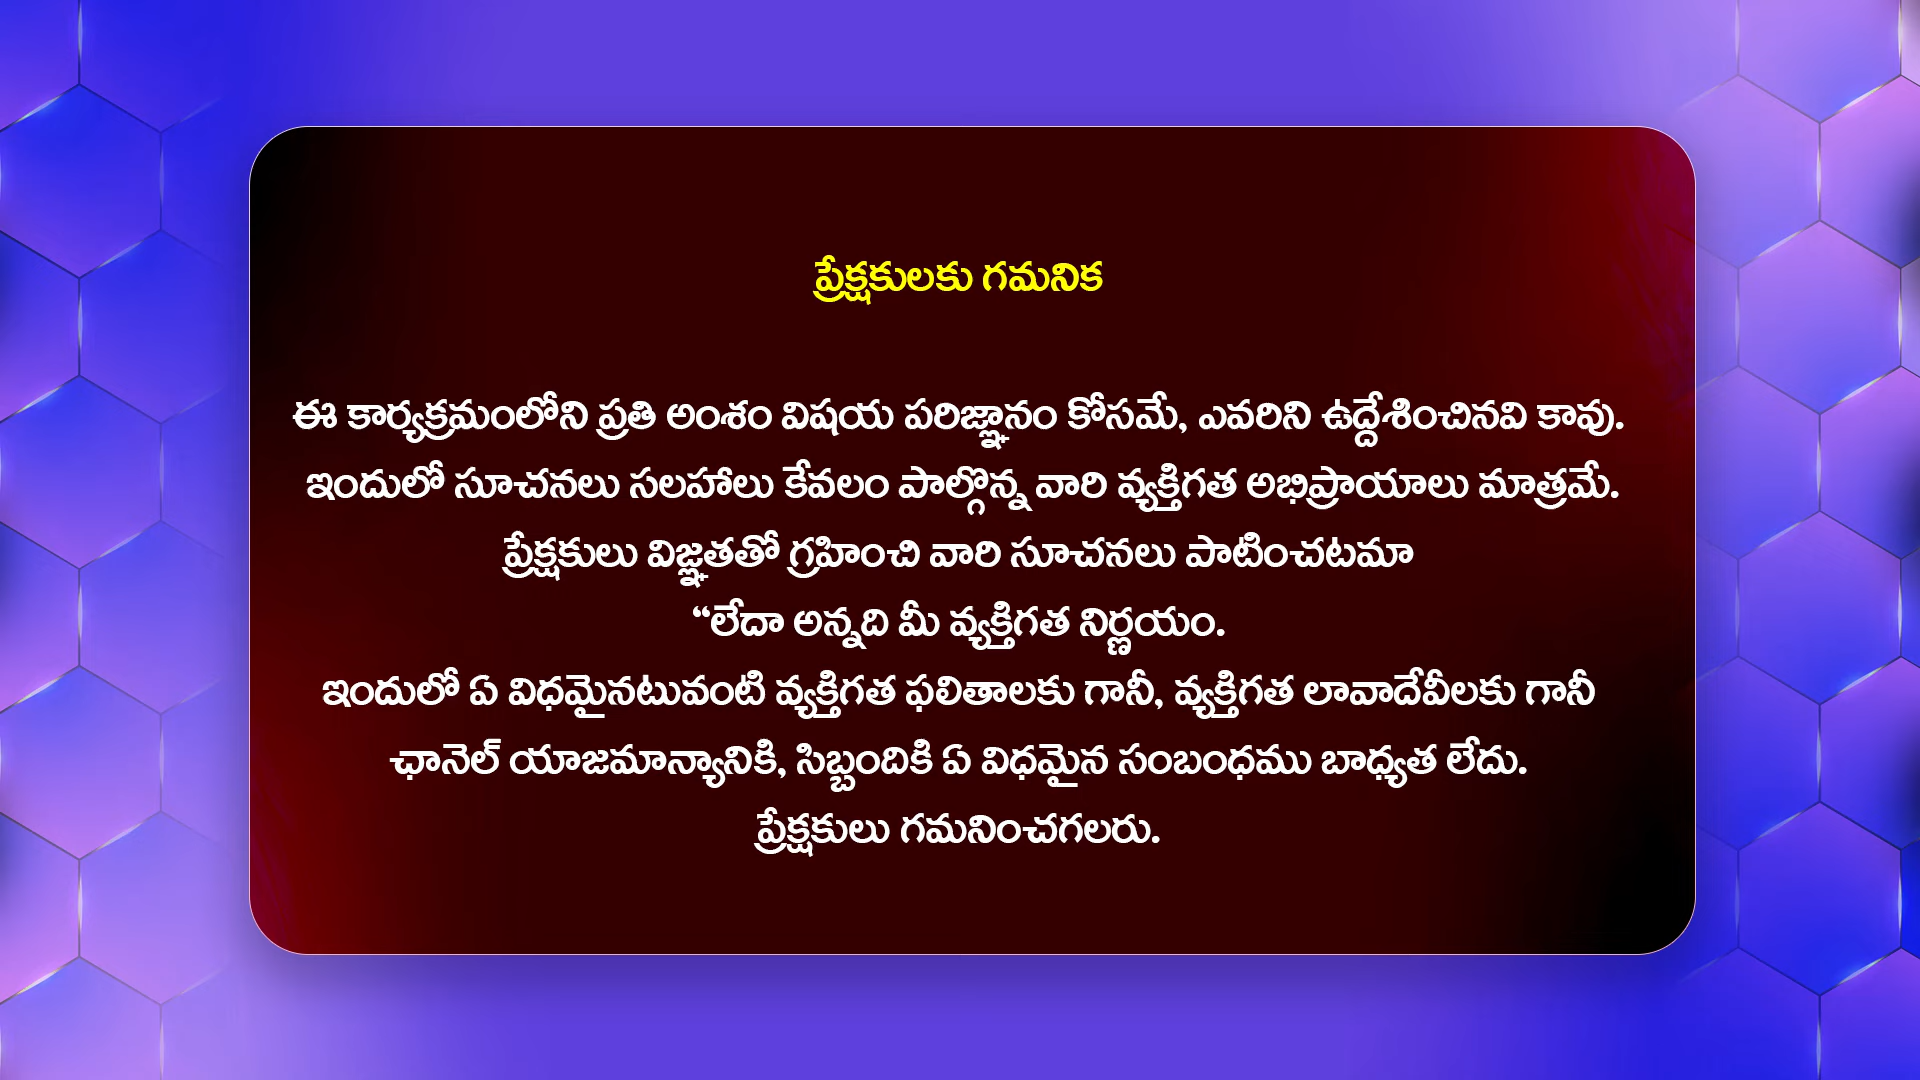 ప్రేక్షకులకు గమనిక
ఈ కార్యక్రమంలోని ప్రతి అంశం విషయ పరిజ్ఞానం కోసమే, ఎవరిని ఉద్దేశించినవి కావు.
ఇందులో సూచనలు సలహాలు కేవలం పాల్గొన్న వారి వ్యక్తిగత అభిప్రాయాలు మాత్రమే.
ప్రేక్షకులు విజ్ఞతతో గ్రహించి వారి సూచనలు పాటించటమా
“లేదా అన్నది మీ వ్యక్తిగత నిర్ణయం.
ఇందులో ఏ విధమైనటువంటి వ్యక్తిగత ఫలితాలకు గానీ, వ్యక్తిగత లావాదేవీలకు గానీ
ఛానెల్ యాజమాన్యానికి, సిబ్బందికి ఏ విధమైన సంబంధము బాధ్యత లేదు.
ప్రేక్షకులు గమనించగలరు.